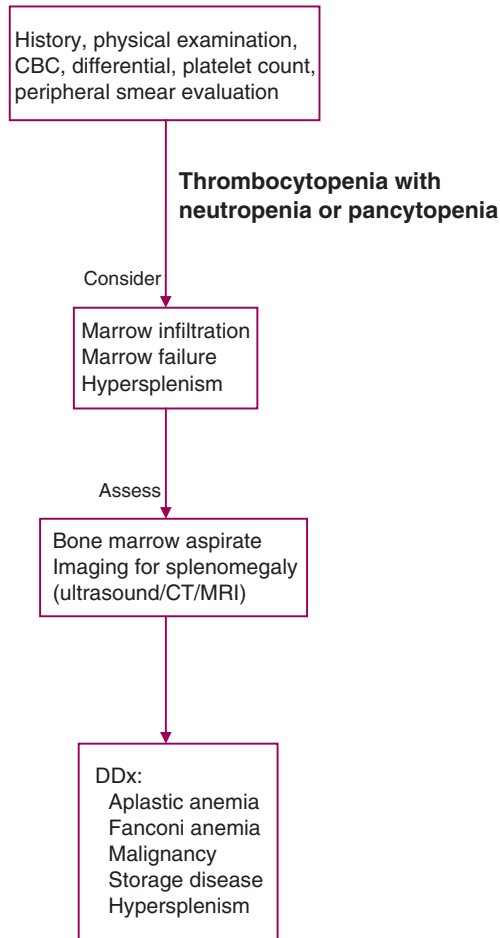 History, physical examination,
CBC, differential, platelet count,
peripheral smear evaluation
Thrombocytopenia with
neutropenia or pancytopenia
Consider
Marrow infiltration
Marrow failure
Hypersplenism
Assess
Bone marrow aspirate
Imaging for splenomegaly
(ultrasound/CT/MRI)
DDx:
Aplastic anemia
Fanconi anemia
Malignancy
Storage disease
Hypersplenism